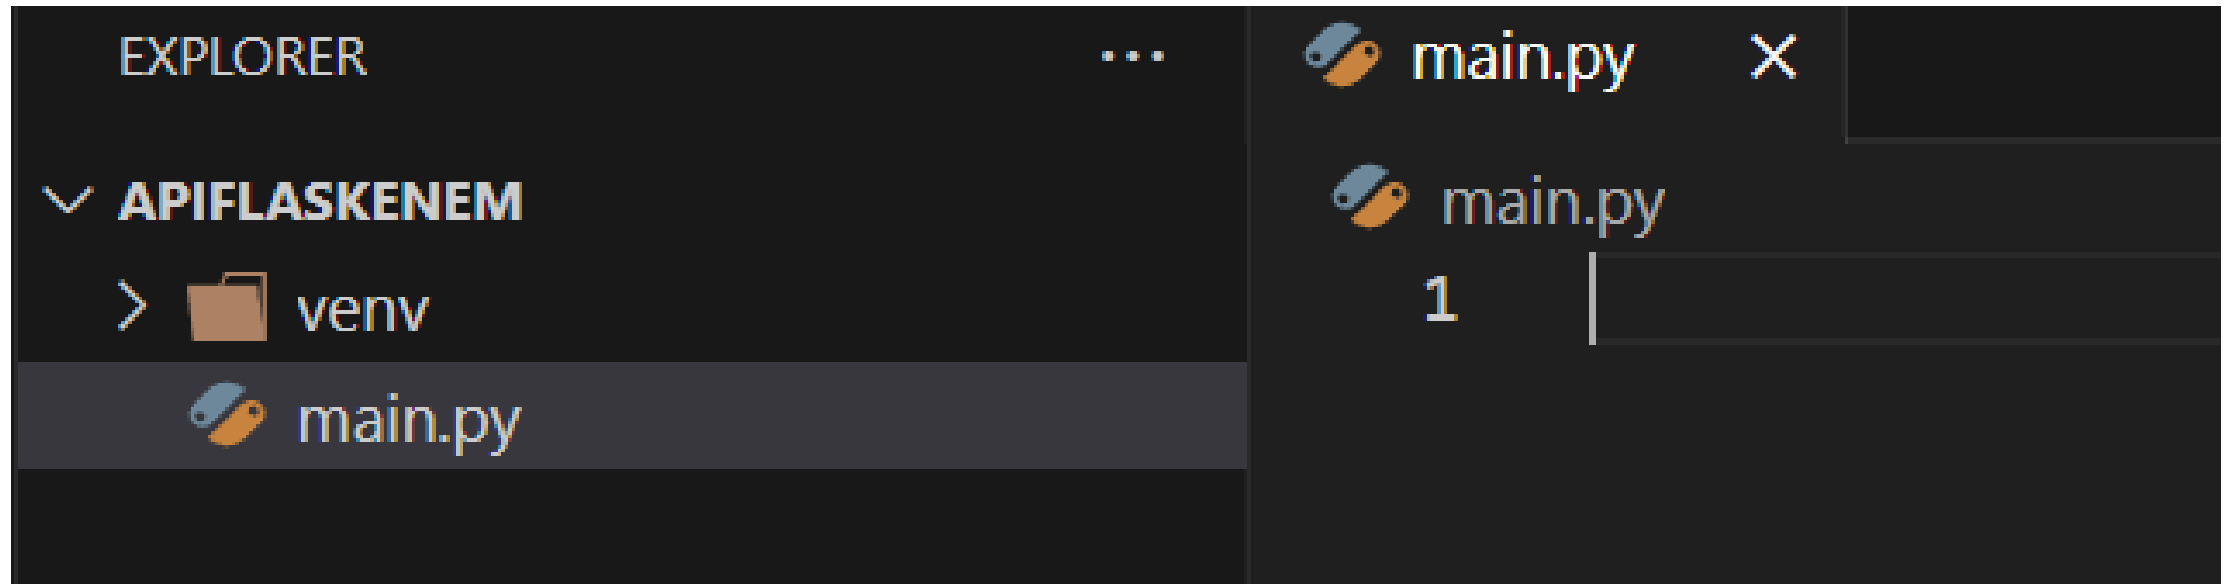 EXPLORER
APIFLASKENEM
venv
main.py
main.py
main.py
1